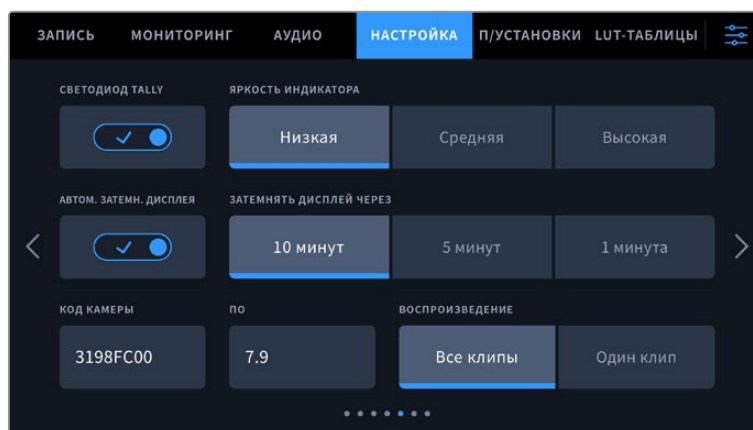 ЗАПИСЬ МОНИТОРИНГ АУДИО НАСТРОЙКА П/УСТАНОВКИ LUT-ТАБЛИЦЫ
СВЕТОДИОД TALLY ЯРКОСТЬ ИНДИКАТОРА
Низкая Средняя Высокая
АВТОМ. ЗАТЕМН. ДИСПЛЕЯ ЗАТЕМНЯТЬ ДИСПЛЕЙ ЧЕРЕЗ
10 минут 5 минут 1 минута
КОД КАМЕРЫ ПО ВОСПРОИЗВЕДЕНИЕ
3198FC00 7.9 Все клипы Один клип